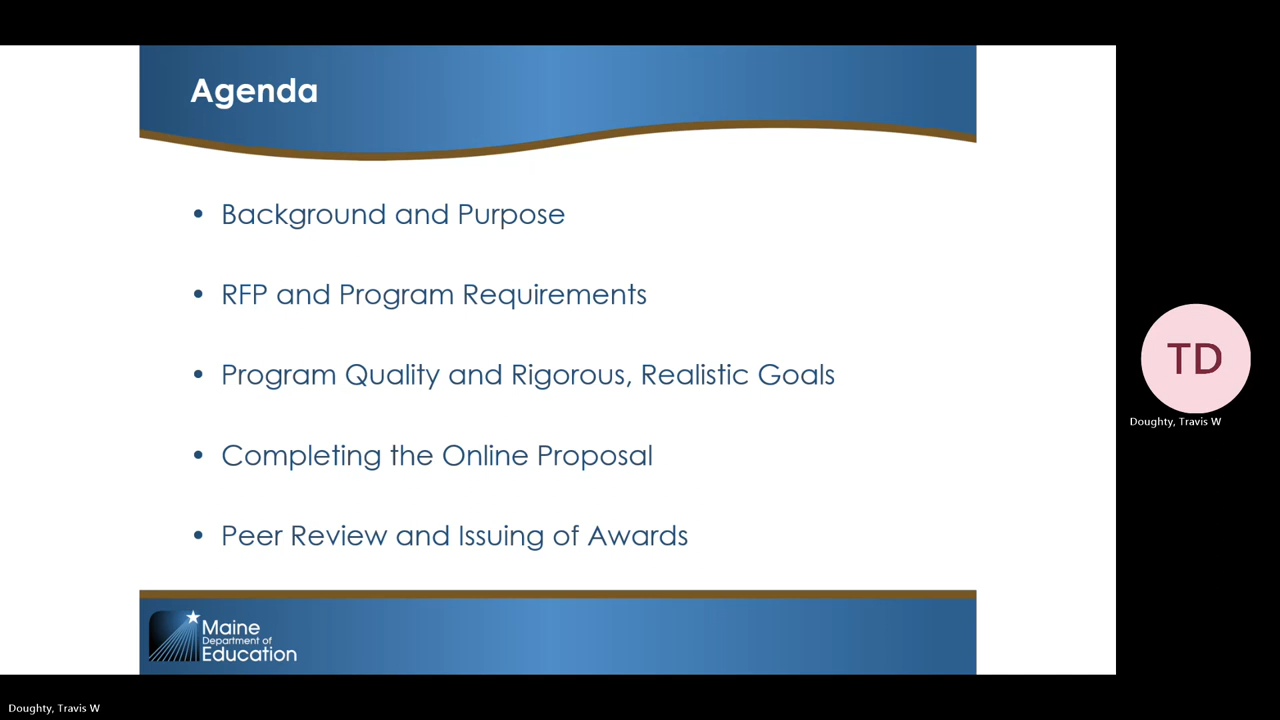 Agenda
• Background and Purpose
• RFP and Program Requirements
• Program Quality and Rigorous, Realistic Goals
• Completing the Online Proposal
• Peer Review and Issuing of Awards
Maine
Department of
Education
TD
Doughty, Travis W
Doughty, Travis W